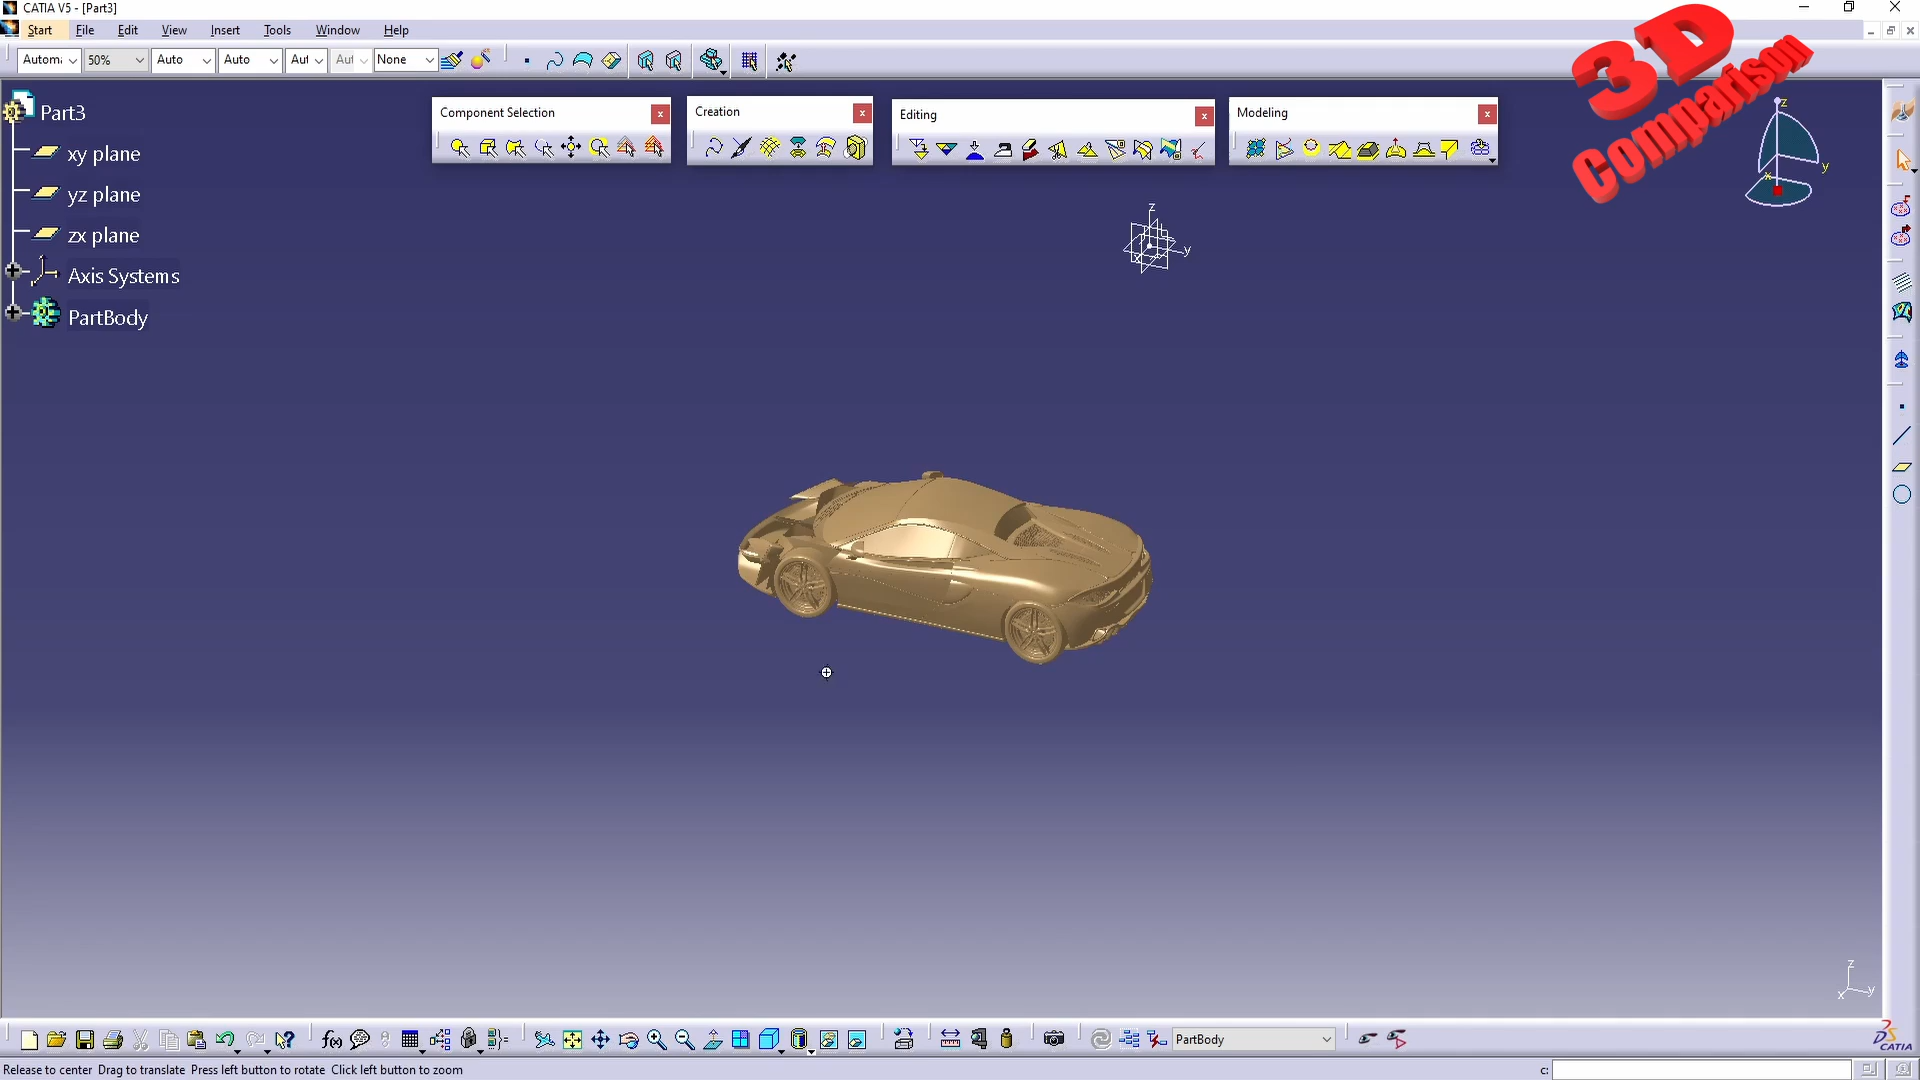 CATIA V5 - [Part3]
Start File Edit View Insert Tools Window Help
Automa 50% Auto Auto Aut Aut None
3D
Comparison
Part3
xy plane
yz plane
zx plane
Axis Systems
PartBody
Component Selection
x
Creation
x
Editing
x
Modeling
x
z
y
x
z
y
x
z
x
y
f(x)
PartBody
CATIA
Release to center Drag to translate Press left button to rotate Click left button to zoom
c: